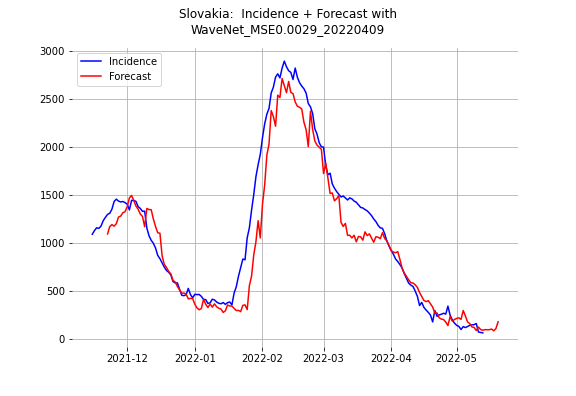 Slovakia:  Incidence + Forecast with
WaveNet_MSE0.0029_20220409
3000
2500
2000
1500
1000
500
0
Incidence
Forecast
2021-12 2022-01 2022-02 2022-03 2022-04 2022-05